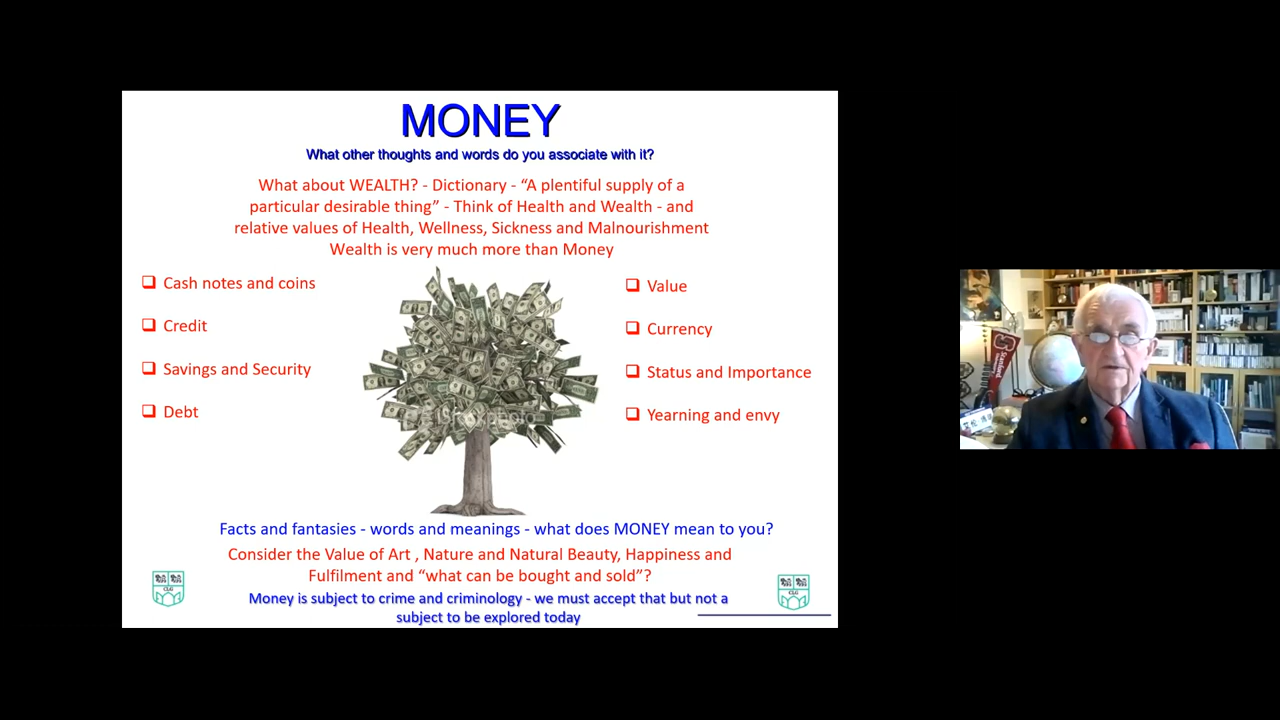 MONEY
What other thoughts and words do you associate with it?
What about WEALTH? - Dictionary - “A plentiful supply of a
particular desirable thing” - Think of Health and Wealth - and
relative values of Health, Wellness, Sickness and Malnourishment
Wealth is very much more than Money
Cash notes and coins
Credit
Savings and Security
Debt
Value
Currency
Status and Importance
Yearning and envy
Facts and fantasies - words and meanings - what does MONEY mean to you?
Consider the Value of Art , Nature and Natural Beauty, Happiness and
Fulfilment and “what can be bought and sold”?
Money is subject to crime and criminology - we must accept that but not a
subject to be explored today
CLG
CLG
Stanford